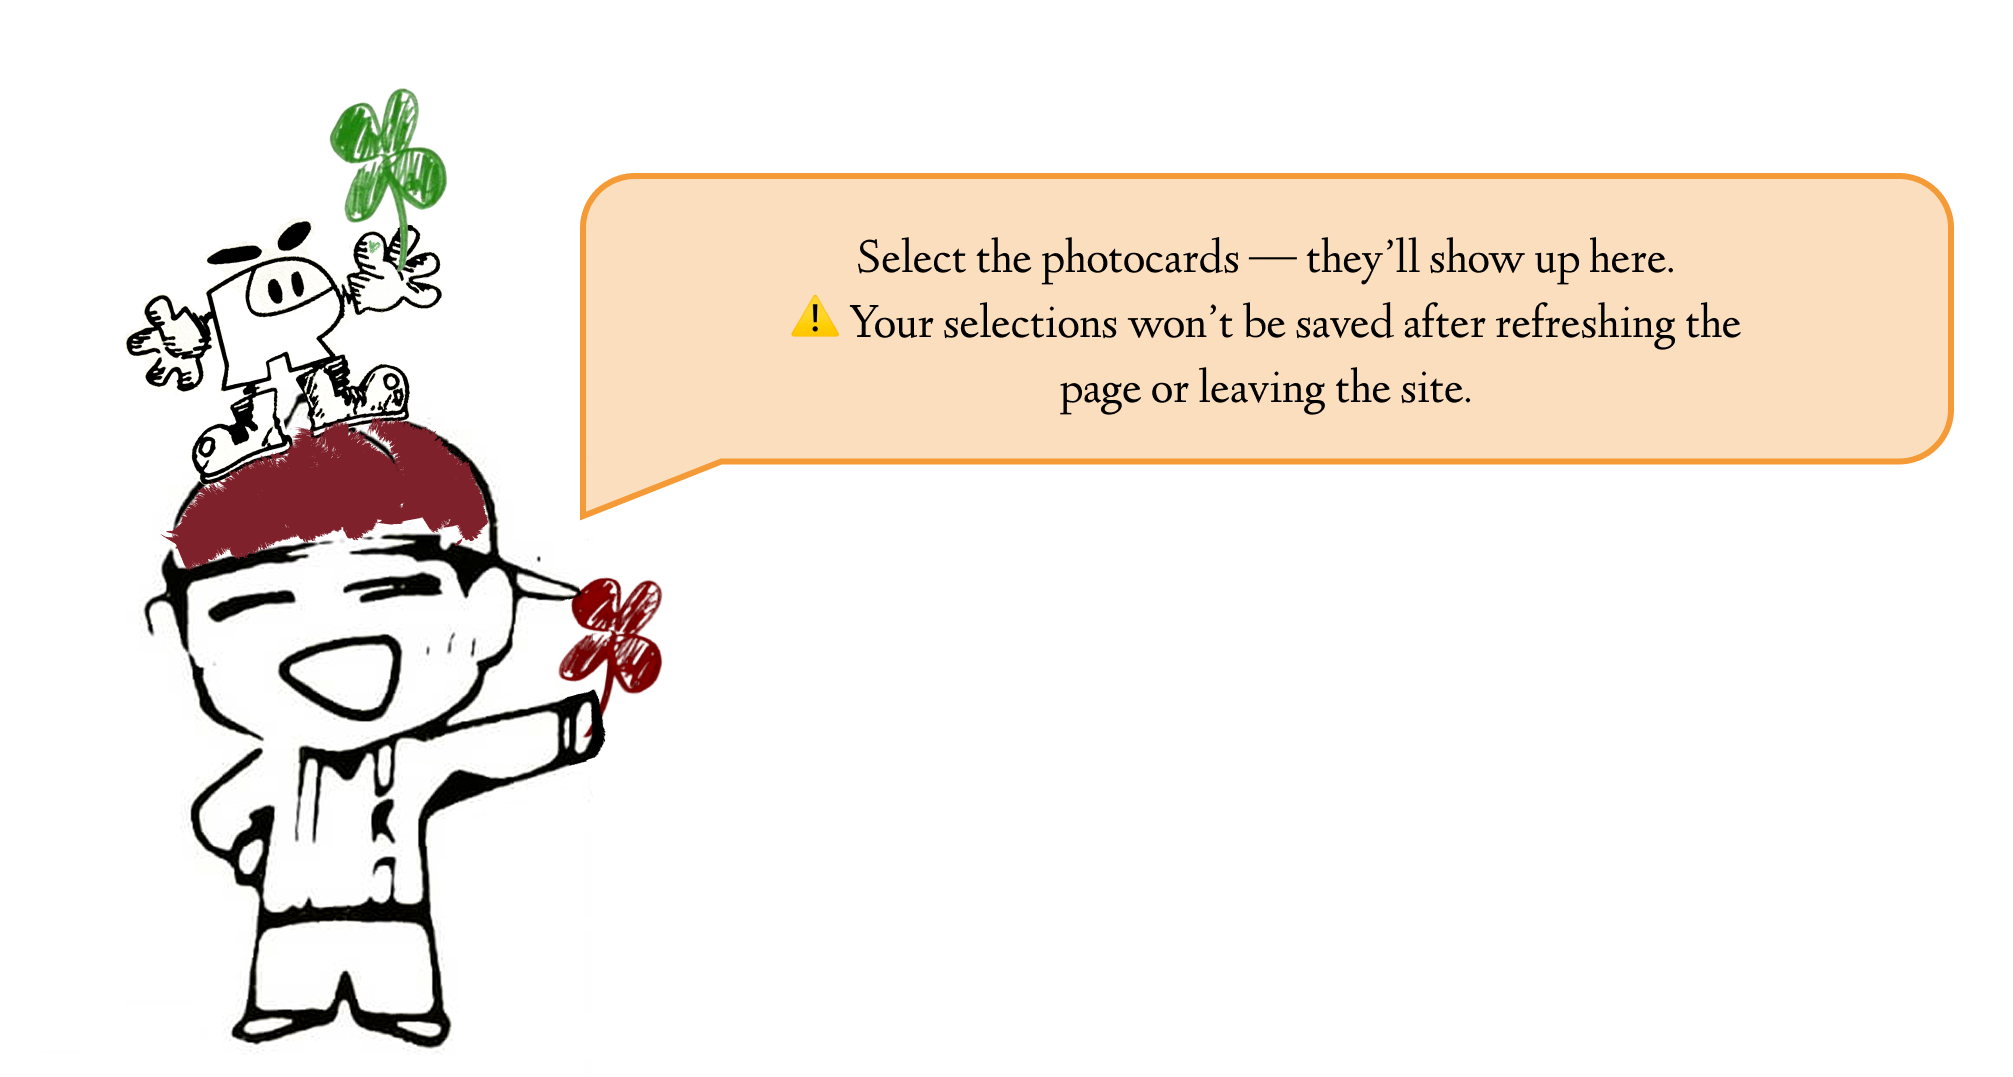 Select the photocards — they’ll show up here.
⚠️ Your selections won’t be saved after refreshing the
page or leaving the site.